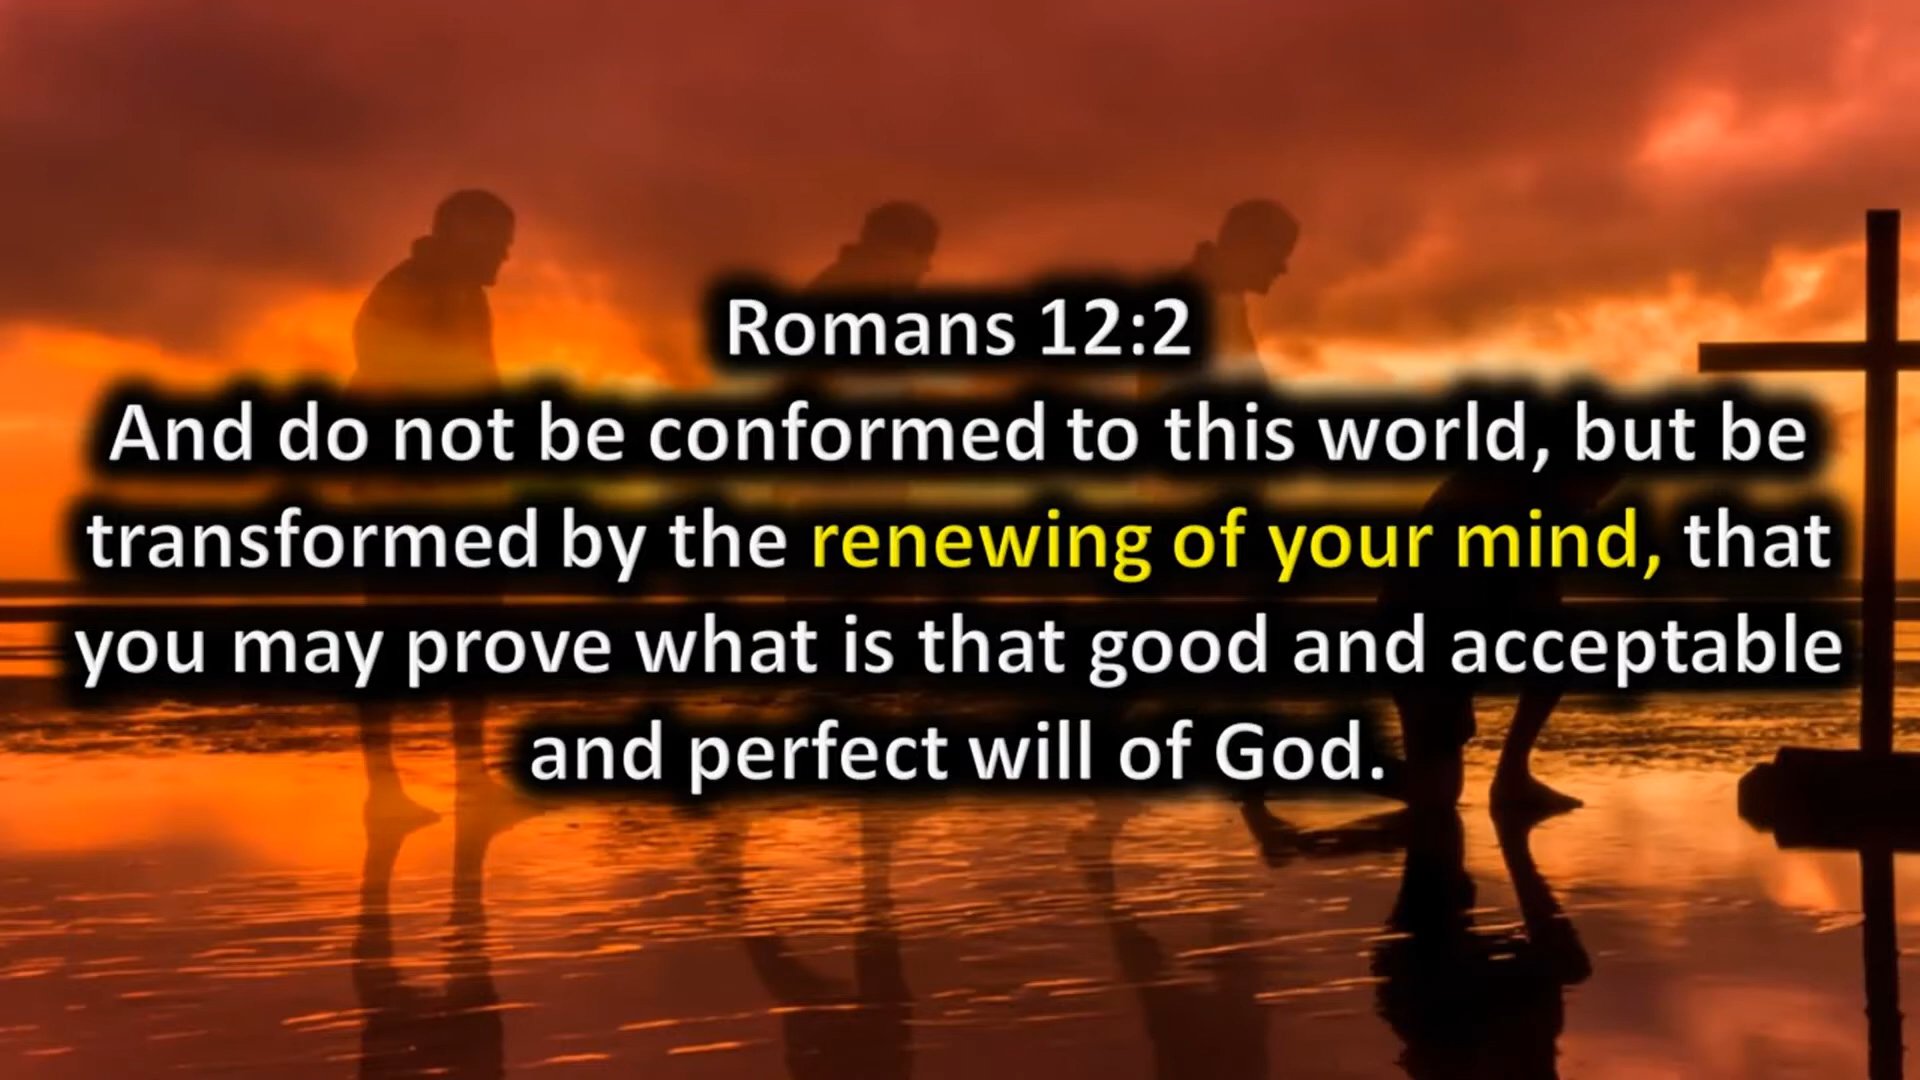 Romans 12:2
And do not be conformed to this world, but be
transformed by the renewing of your mind, that
you may prove what is that good and acceptable
and perfect will of God.